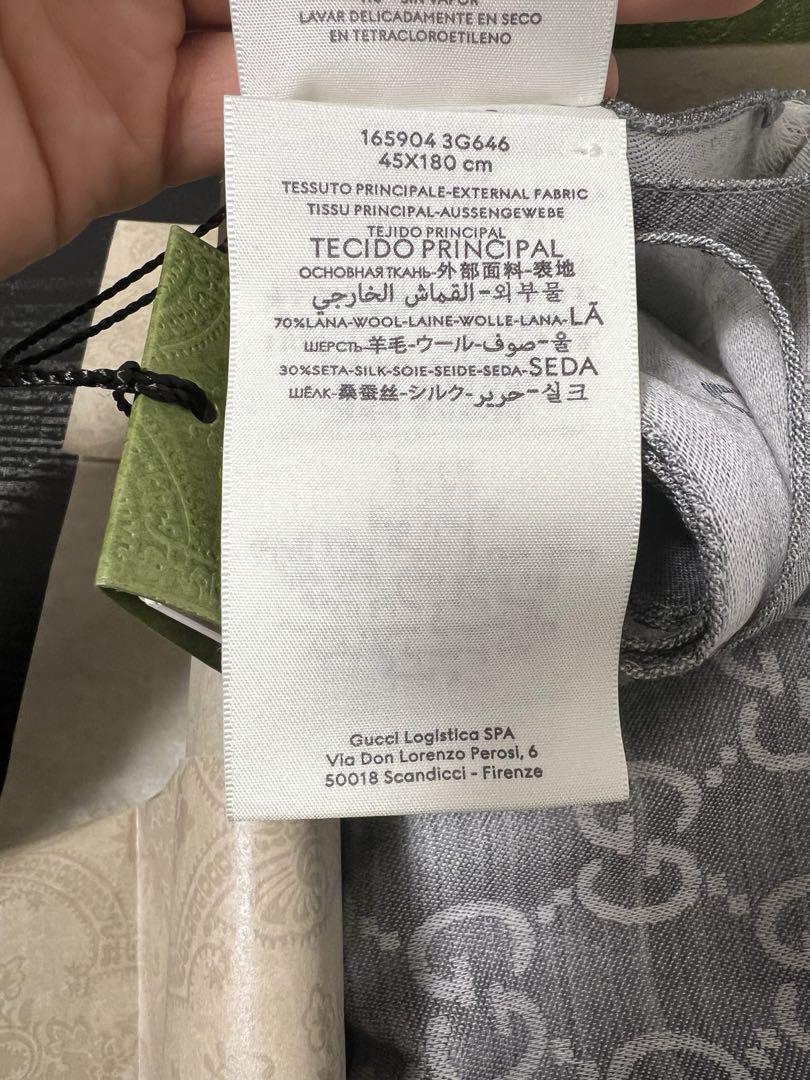 LAVAR DELICADAMENTE EN SECO
EN TETRACLOROETILENO
165904 3G646
45X180 cm
TESSUTO PRINCIPALE-EXTERNAL FABRIC
TISSU PRINCIPAL-AUSSENGEWEBE
TEJIDO PRINCIPAL
TECIDO PRINCIPAL
ОСНОВНАЯ ТКАНЬ-外部面料-表地
القماش الخارجي-외부물
70%LANA-WOOL-LAINE-WOLLE-LANA-LÃ
ШЕРСТЬ-羊毛-ウール-صوف-울
30%SETA-SILK-SOIE-SEIDE-SEDA-SEDA
ШЁЛК-桑蚕丝-シルク-حرير-실크
Gucci Logistica SPA
Via Don Lorenzo Perosi, 6
50018 Scandicci - Firenze